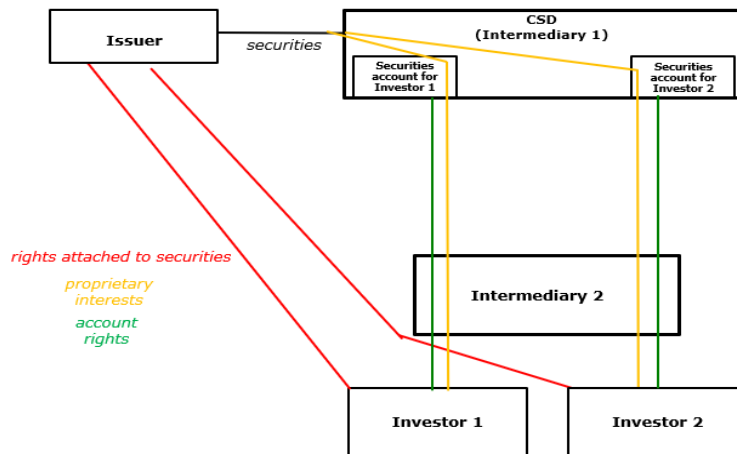 Issuer
securities
CSD
(Intermediary 1)
Securities
account for
Investor 1
Securities
account for
Investor 2
rights attached to securities
proprietary
interests
account
rights
Intermediary 2
Investor 1
Investor 2